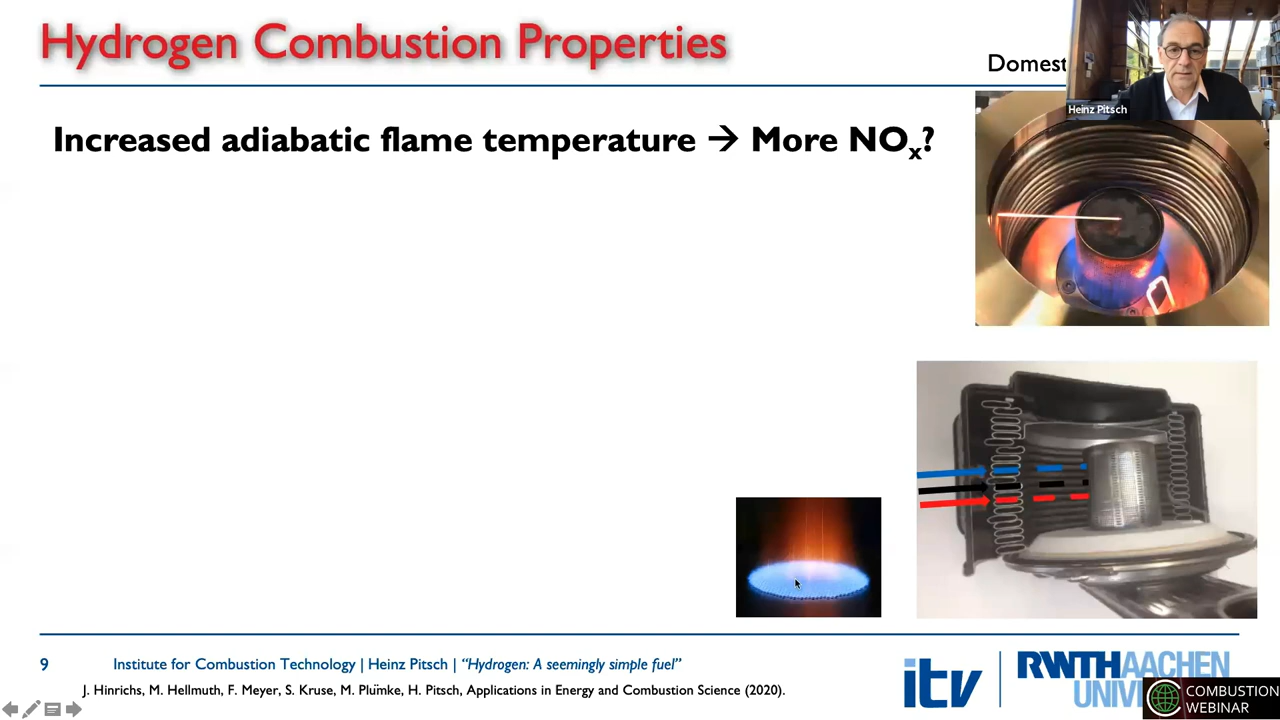 Hydrogen Combustion Properties
Domest
Heinz Pitsch
Increased adiabatic flame temperature → More NOx?
9 Institute for Combustion Technology | Heinz Pitsch | “Hydrogen: A seemingly simple fuel”
J. Hinrichs, M. Hellmuth, F. Meyer, S. Kruse, M. Plümke, H. Pitsch, Applications in Energy and Combustion Science (2020).
itv
RWTHAACHEN
UNIV
COMBUSTION
WEBINAR